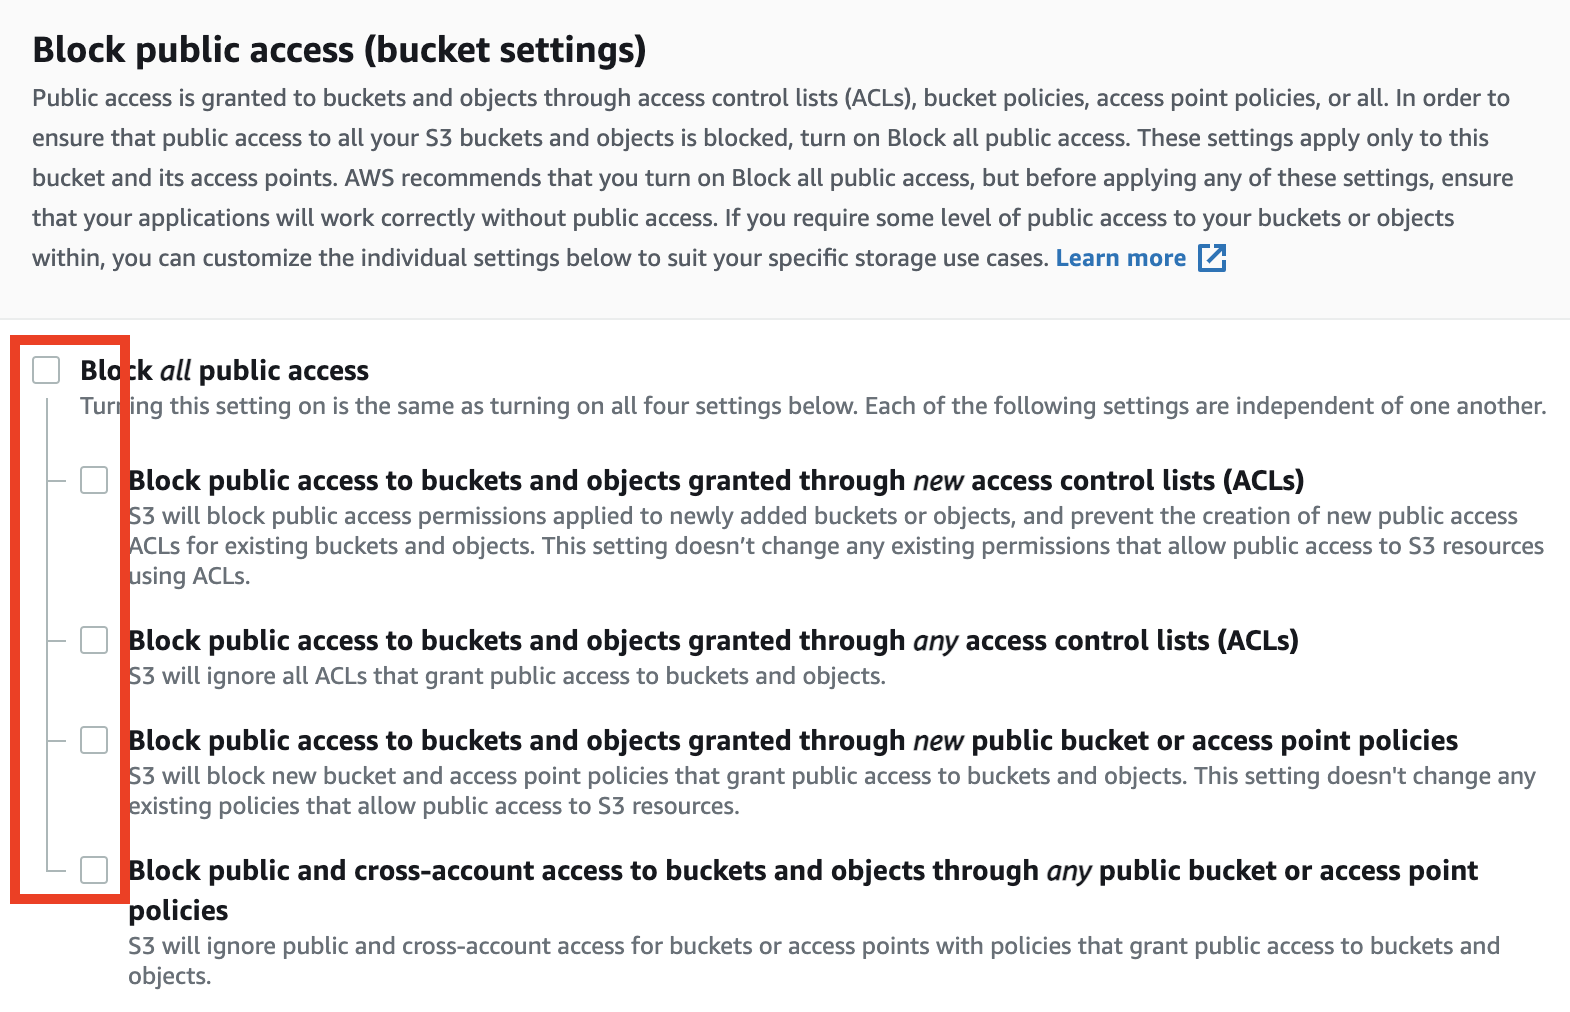 Block public access (bucket settings)
Public access is granted to buckets and objects through access control lists (ACLs), bucket policies, access point policies, or all. In order to
ensure that public access to all your S3 buckets and objects is blocked, turn on Block all public access. These settings apply only to this
bucket and its access points. AWS recommends that you turn on Block all public access, but before applying any of these settings, ensure
that your applications will work correctly without public access. If you require some level of public access to your buckets or objects
within, you can customize the individual settings below to suit your specific storage use cases. Learn more
Block all public access
Turning this setting on is the same as turning on all four settings below. Each of the following settings are independent of one another.
Block public access to buckets and objects granted through new access control lists (ACLs)
S3 will block public access permissions applied to newly added buckets or objects, and prevent the creation of new public access
ACLs for existing buckets and objects. This setting doesn’t change any existing permissions that allow public access to S3 resources
using ACLs.
Block public access to buckets and objects granted through any access control lists (ACLs)
S3 will ignore all ACLs that grant public access to buckets and objects.
Block public access to buckets and objects granted through new public bucket or access point policies
S3 will block new bucket and access point policies that grant public access to buckets and objects. This setting doesn't change any
existing policies that allow public access to S3 resources.
Block public and cross-account access to buckets and objects through any public bucket or access point
policies
S3 will ignore public and cross-account access for buckets or access points with policies that grant public access to buckets and
objects.